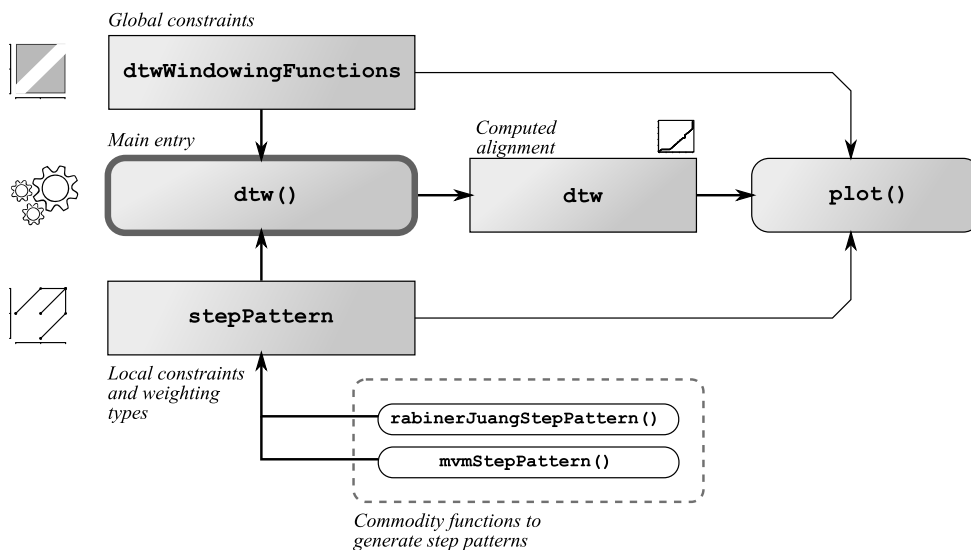 Global constraints
dtwWindowingFunctions
Main entry
dtw()
Computed
alignment
dtw
plot()
stepPattern
Local constraints
and weighting
types
rabinerJuangStepPattern()
mvmStepPattern()
Commodity functions to
generate step patterns